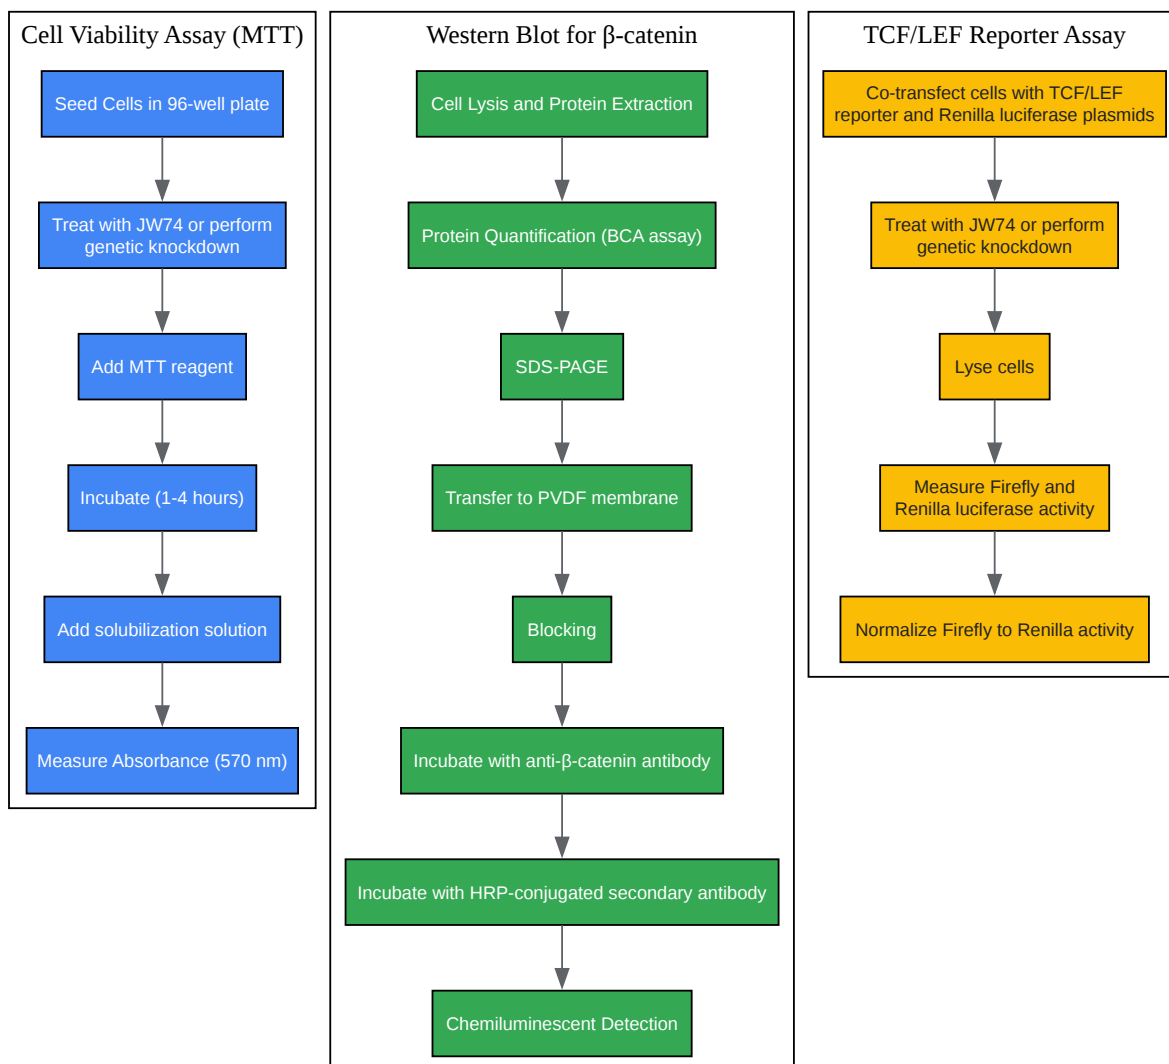 Cell Viability Assay (MTT)
Seed Cells in 96-well plate
Treat with JW74 or perform
genetic knockdown
Add MTT reagent
Incubate (1-4 hours)
Add solubilization solution
Measure Absorbance (570 nm)
Western Blot for β-catenin
Cell Lysis and Protein Extraction
Protein Quantification (BCA assay)
SDS-PAGE
Transfer to PVDF membrane
Blocking
Incubate with anti-β-catenin antibody
Incubate with HRP-conjugated secondary antibody
Chemiluminescent Detection
TCF/LEF Reporter Assay
Co-transfect cells with TCF/LEF
reporter and Renilla luciferase plasmids
Treat with JW74 or perform
genetic knockdown
Lyse cells
Measure Firefly and
Renilla luciferase activity
Normalize Firefly to Renilla activity